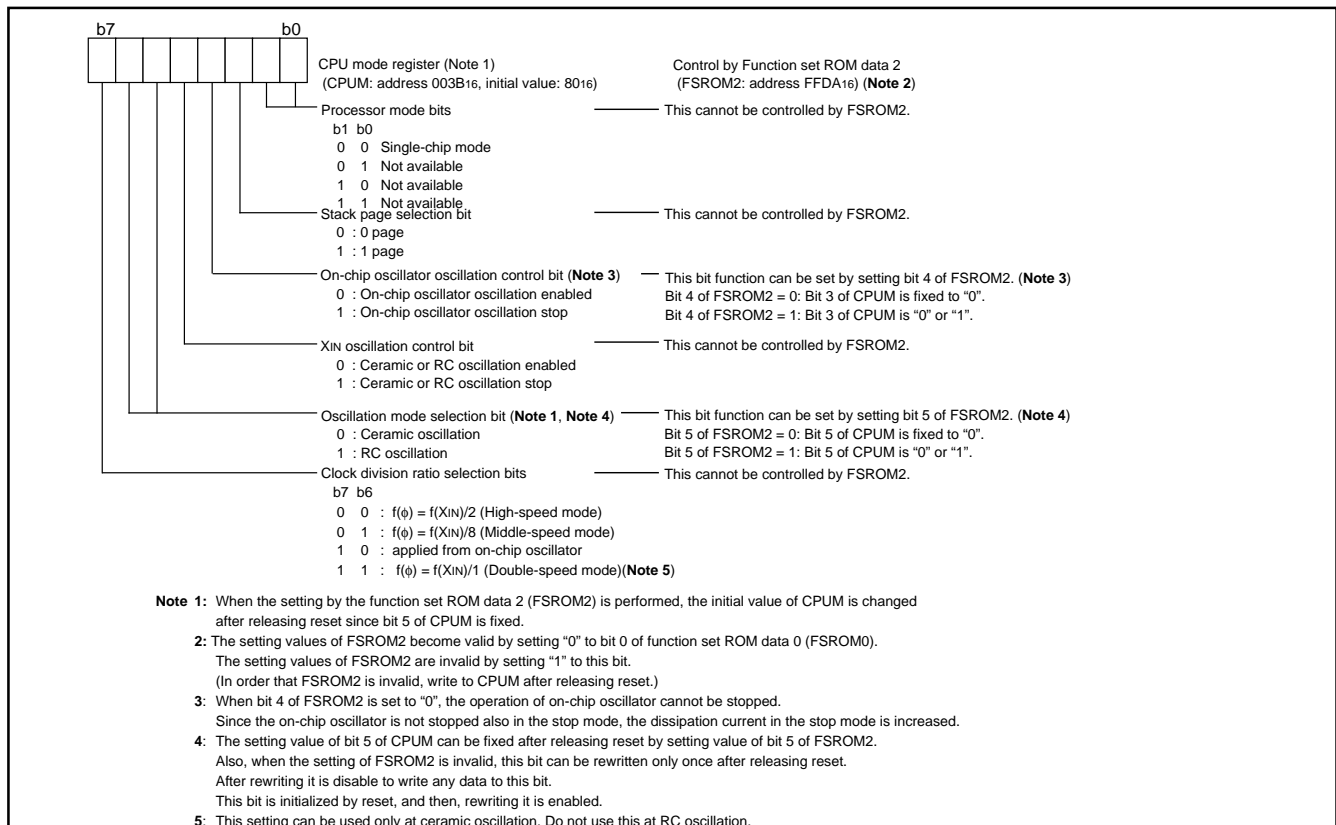 b7 b0
CPU mode register (Note 1) Control by Function set ROM data 2
(CPUM: address 003B16, initial value: 8016) (FSROM2: address FFDA16) (Note 2)
Processor mode bits This cannot be controlled by FSROM2.
b1 b0
0 0 Single-chip mode
0 1 Not available
1 0 Not available
1 1 Not available
Stack page selection bit This cannot be controlled by FSROM2.
0 : 0 page
1 : 1 page
On-chip oscillator oscillation control bit (Note 3) This bit function can be set by setting bit 4 of FSROM2. (Note 3)
0 : On-chip oscillator oscillation enabled Bit 4 of FSROM2 = 0: Bit 3 of CPUM is fixed to “0”.
1 : On-chip oscillator oscillation stop Bit 4 of FSROM2 = 1: Bit 3 of CPUM is “0” or “1”.
XIN oscillation control bit This cannot be controlled by FSROM2.
0 : Ceramic or RC oscillation enabled
1 : Ceramic or RC oscillation stop
Oscillation mode selection bit (Note 1, Note 4) This bit function can be set by setting bit 5 of FSROM2. (Note 4)
0 : Ceramic oscillation Bit 5 of FSROM2 = 0: Bit 5 of CPUM is fixed to “0”.
1 : RC oscillation Bit 5 of FSROM2 = 1: Bit 5 of CPUM is “0” or “1”.
Clock division ratio selection bits This cannot be controlled by FSROM2.
b7 b6
0 0 : f(φ) = f(XIN)/2 (High-speed mode)
0 1 : f(φ) = f(XIN)/8 (Middle-speed mode)
1 0 : applied from on-chip oscillator
1 1 : f(φ) = f(XIN)/1 (Double-speed mode)(Note 5)
Note 1: When the setting by the function set ROM data 2 (FSROM2) is performed, the initial value of CPUM is changed
after releasing reset since bit 5 of CPUM is fixed.
2: The setting values of FSROM2 become valid by setting “0” to bit 0 of function set ROM data 0 (FSROM0).
The setting values of FSROM2 are invalid by setting “1” to this bit.
(In order that FSROM2 is invalid, write to CPUM after releasing reset.)
3: When bit 4 of FSROM2 is set to “0”, the operation of on-chip oscillator cannot be stopped.
Since the on-chip oscillator is not stopped also in the stop mode, the dissipation current in the stop mode is increased.
4: The setting value of bit 5 of CPUM can be fixed after releasing reset by setting value of bit 5 of FSROM2.
Also, when the setting of FSROM2 is invalid, this bit can be rewritten only once after releasing reset.
After rewriting it is disable to write any data to this bit.
This bit is initialized by reset, and then, rewriting it is enabled.
5: This setting can be used only at ceramic oscillation. Do not use this at RC oscillation.